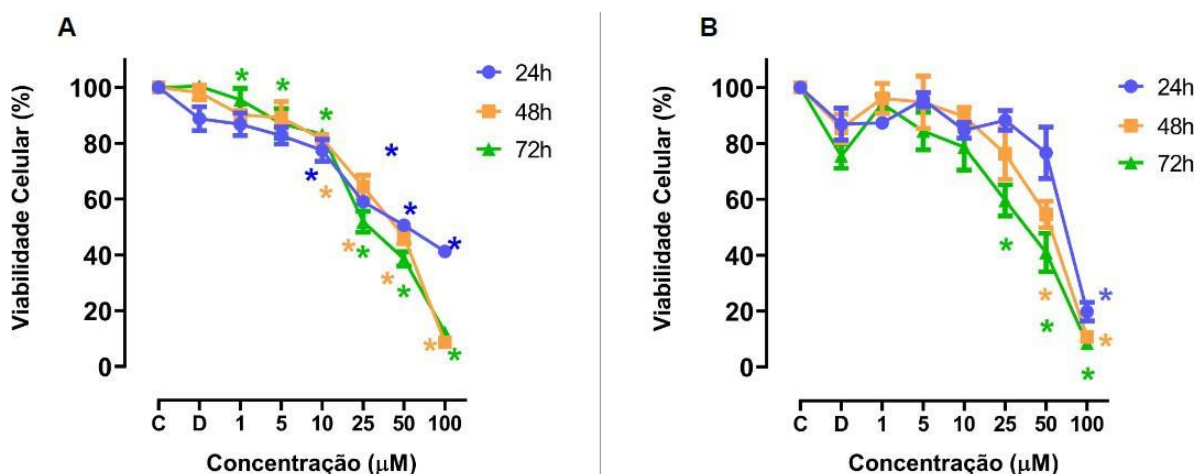 A
Viabilidade Celular (%)
100
80
60
40
20
0
C D 1 5 10 25 50 100
Concentração (μM)
24h
48h
72h
* * * * * * * * * * * * * *
B
Viabilidade Celular (%)
100
80
60
40
20
0
C D 1 5 10 25 50 100
Concentração (μM)
24h
48h
72h
* * * * * *